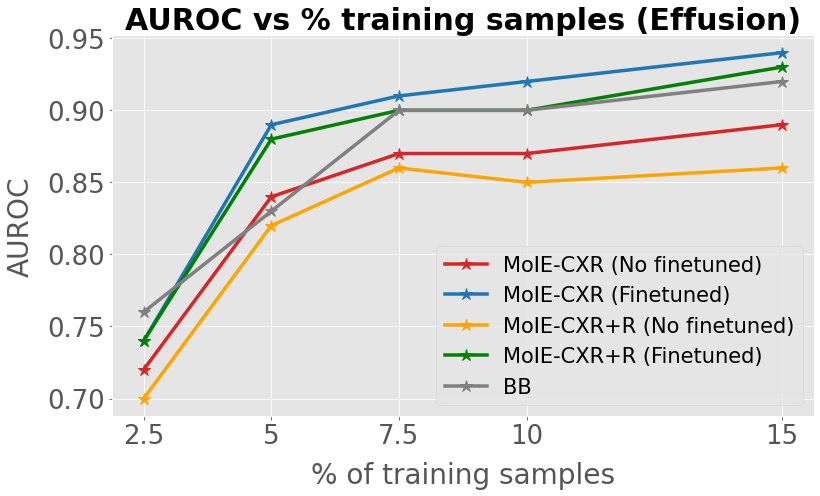 AUROC vs % training samples (Effusion)
0.95
0.90
0.85
0.80
0.75
0.70
AUROC
MoIE-CXR (No finetuned)
MoIE-CXR (Finetuned)
MoIE-CXR+R (No finetuned)
MoIE-CXR+R (Finetuned)
BB
2.5 5 7.5 10 15
% of training samples